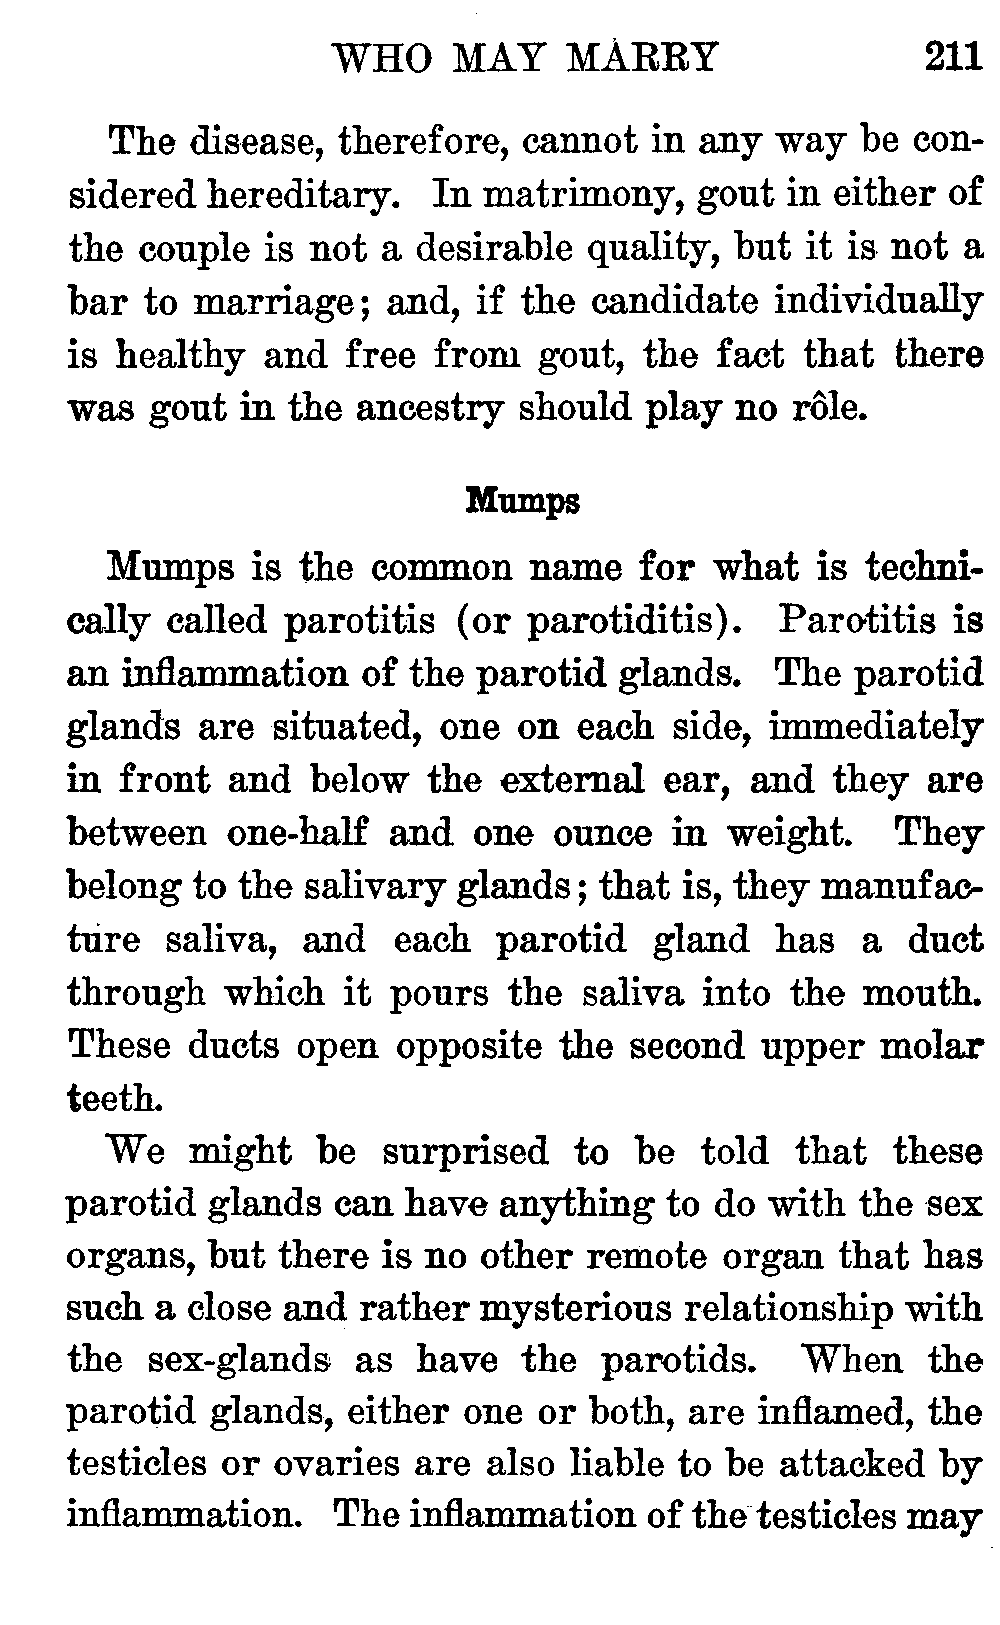 WHO MAY MARRY 211
The disease, therefore, cannot in any way be con-
sidered hereditary. In matrimony, gout in either of
the couple is not a desirable quality, but it is not a
bar to marriage; and, if the candidate individually
is healthy and free from gout, the fact that there
was gout in the ancestry should play no rôle.
Mumps
Mumps is the common name for what is techni-
cally called parotitis (or parotiditis). Parotitis is
an inflammation of the parotid glands. The parotid
glands are situated, one on each side, immediately
in front and below the external ear, and they are
between one-half and one ounce in weight. They
belong to the salivary glands; that is, they manufac-
ture saliva, and each parotid gland has a duct
through which it pours the saliva into the mouth.
These ducts open opposite the second upper molar
teeth.
We might be surprised to be told that these
parotid glands can have anything to do with the sex
organs, but there is no other remote organ that has
such a close and rather mysterious relationship with
the sex-glands as have the parotids. When the
parotid glands, either one or both, are inflamed, the
testicles or ovaries are also liable to be attacked by
inflammation. The inflammation of the testicles may